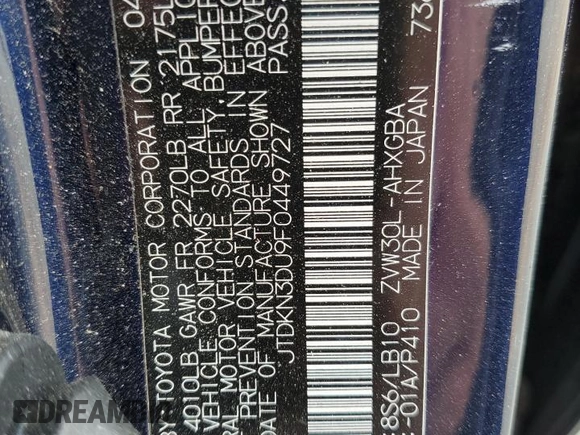 BY TOYOTA MOTOR CORPORATION 04
4010LB GAWR FR 2270LB RR 2175L
VEHICLE CONFORMS TO ALL APPLIC
RAL MOTOR VEHICLE SAFETY, BUMPER
PREVENTION STANDARDS IN EFFEC
DATE OF MANUFACTURE SHOWN ABOVE
JTDKN3DU9F0449727 PASS
:8S6/LB10 ZVW30L -AHXGBA
:-01A/P410 MADE IN JAPAN 73
DREAMBID